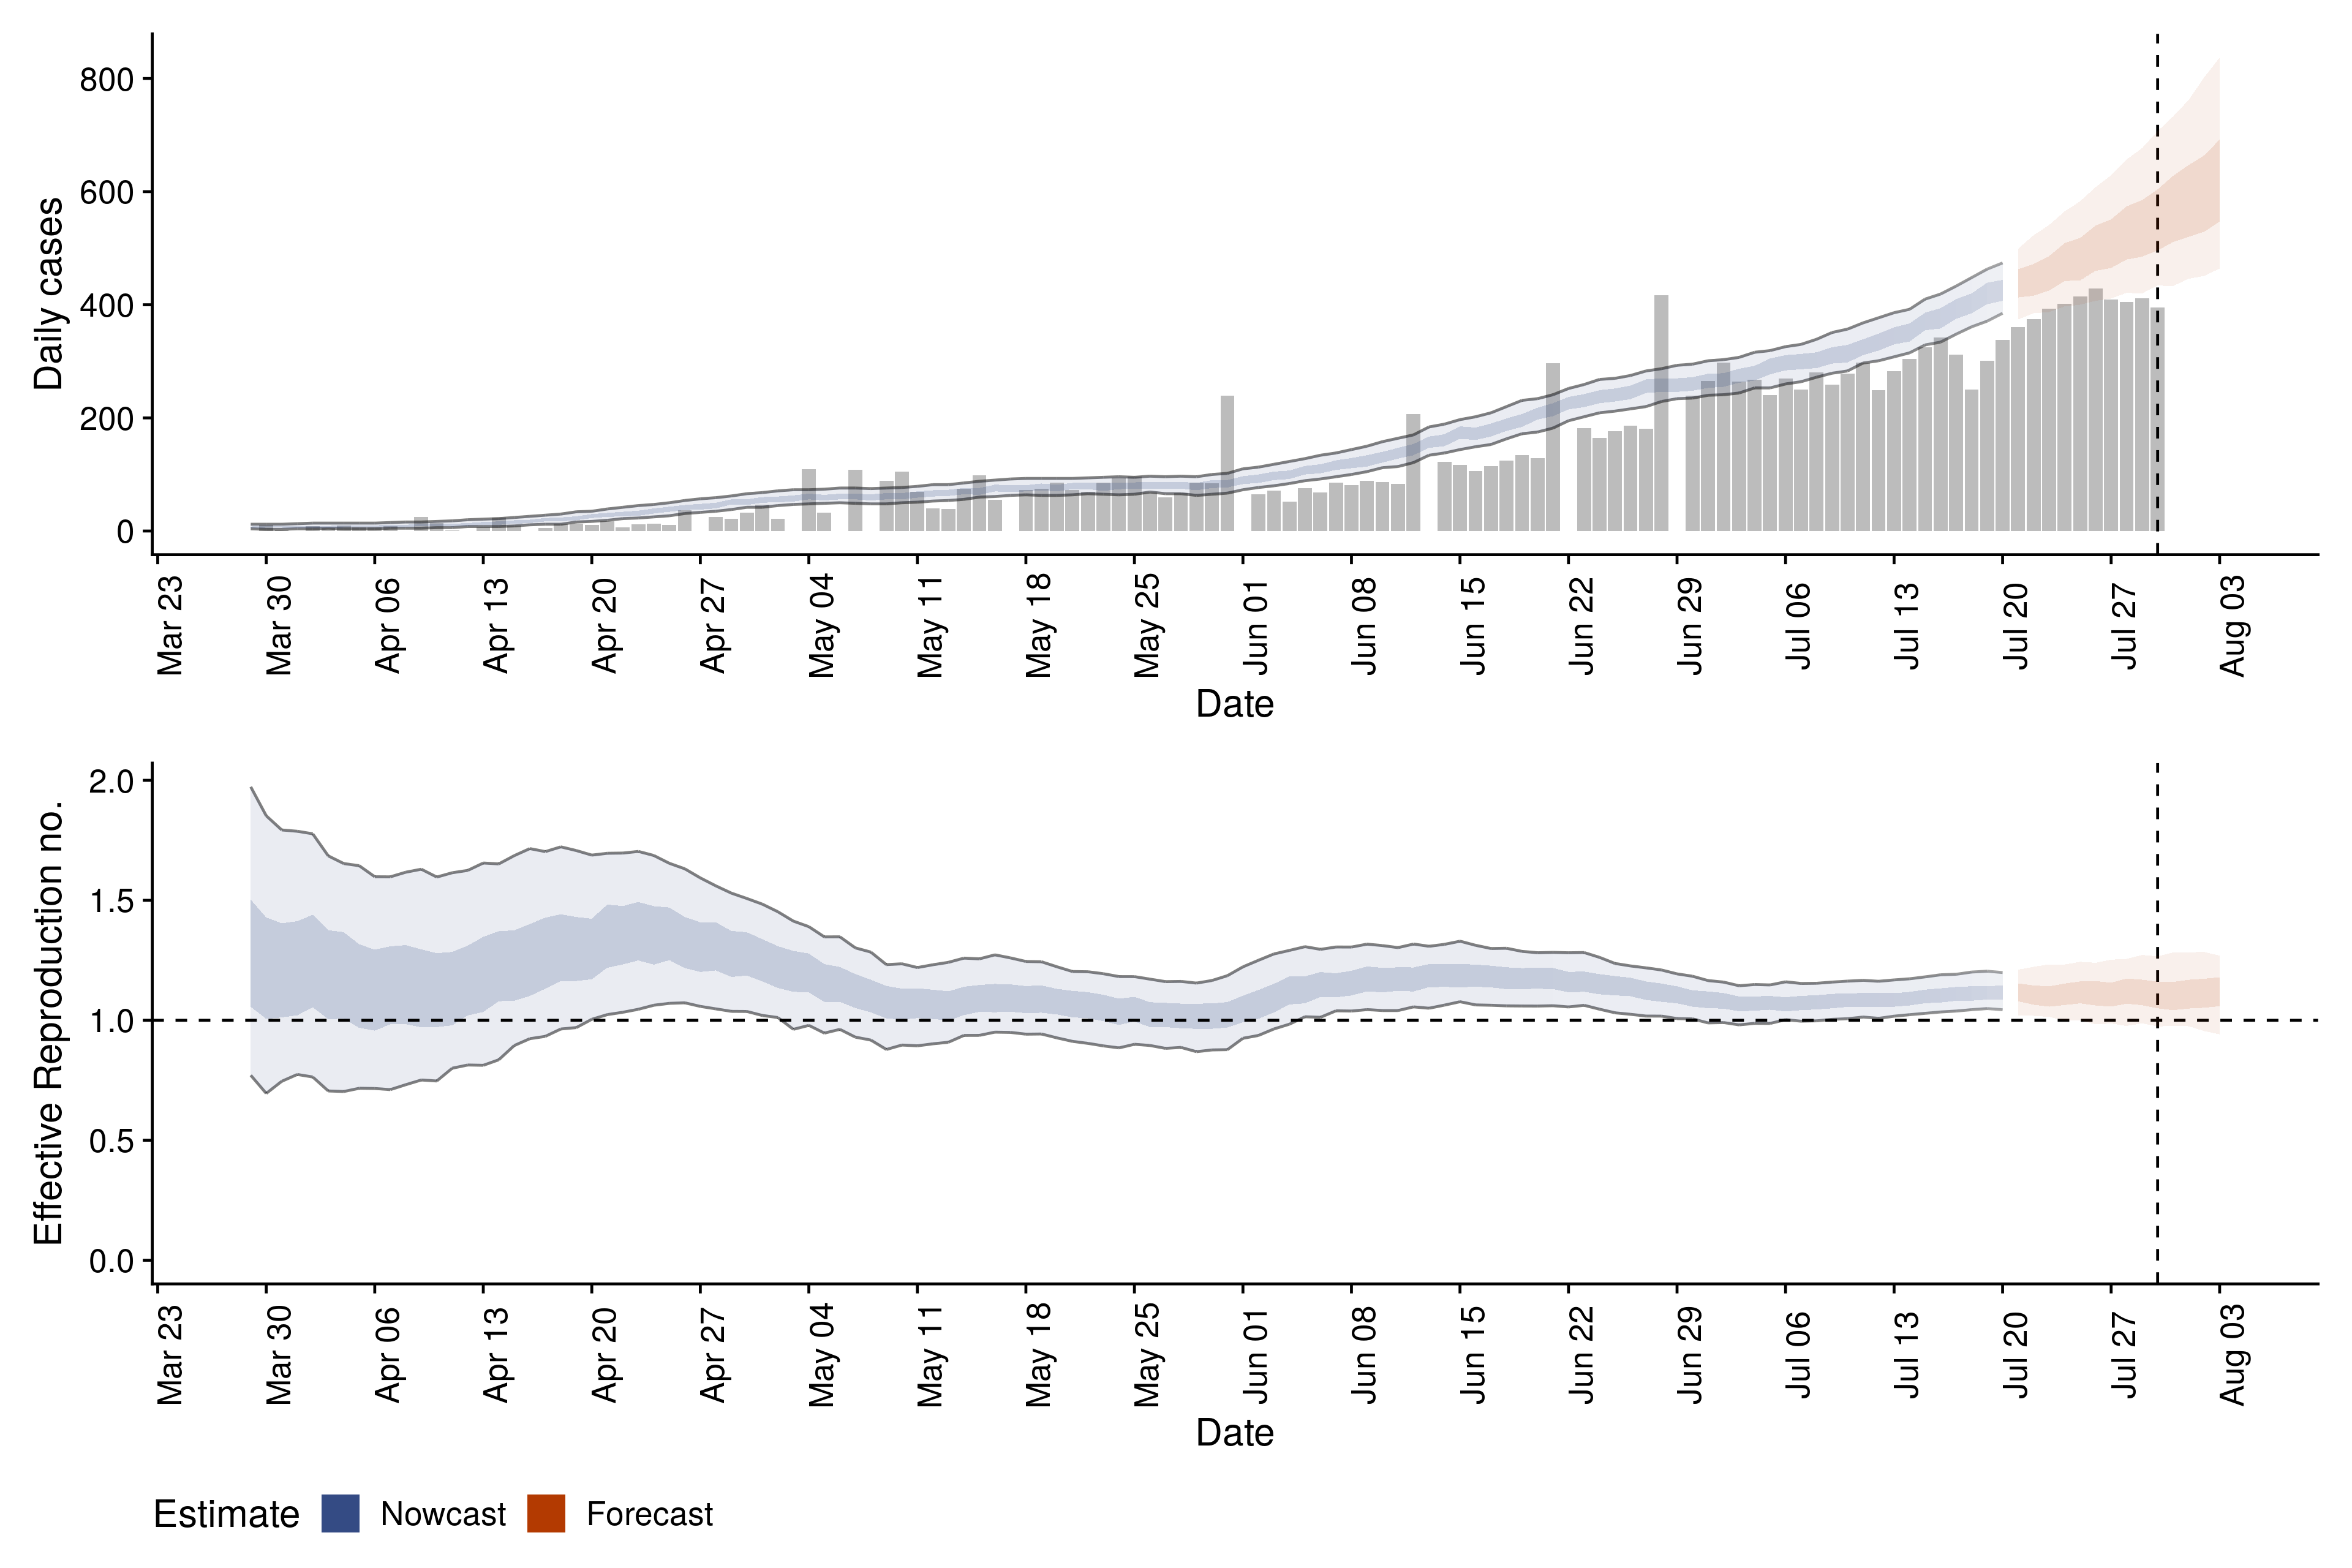 800
600
400
200
0
Daily cases
Mar 23 Mar 30 Apr 06 Apr 13 Apr 20 Apr 27 May 04 May 11 May 18 May 25 Jun 01 Jun 08 Jun 15 Jun 22 Jun 29 Jul 06 Jul 13 Jul 20 Jul 27 Aug 03
Date
2.0
1.5
1.0
0.5
0.0
Effective Reproduction no.
Mar 23 Mar 30 Apr 06 Apr 13 Apr 20 Apr 27 May 04 May 11 May 18 May 25 Jun 01 Jun 08 Jun 15 Jun 22 Jun 29 Jul 06 Jul 13 Jul 20 Jul 27 Aug 03
Date
Estimate Nowcast Forecast